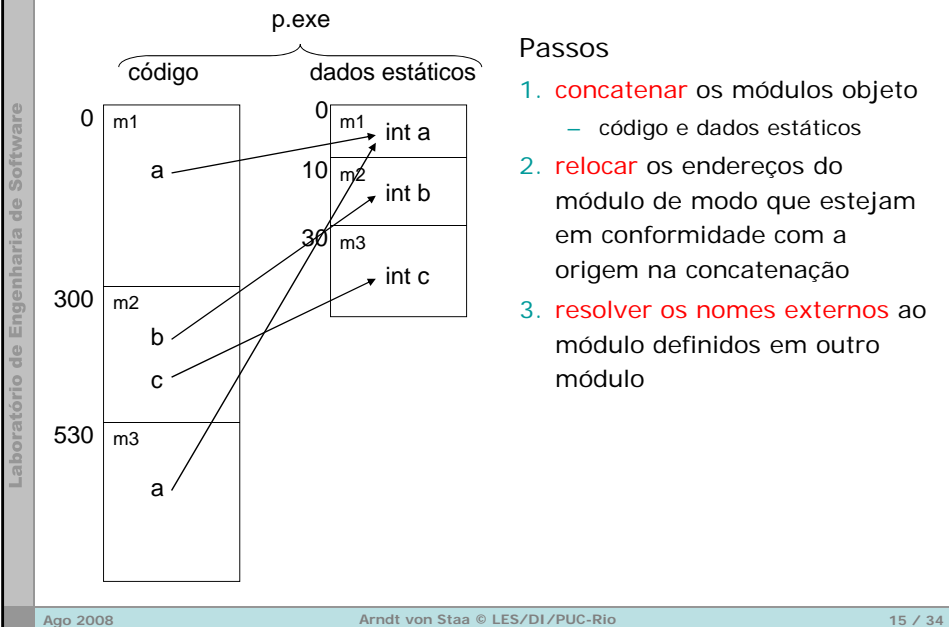 Laboratório de Engenharia de Software
p.exe
código
dados estáticos
0
m1
a
300
m2
b
c
530
m3
a
0
m1
int a
10
m2
int b
30
m3
int c
Passos
1. concatenar os módulos objeto
– código e dados estáticos
2. relocar os endereços do
módulo de modo que estejam
em conformidade com a
origem na concatenação
3. resolver os nomes externos ao
módulo definidos em outro
módulo
Ago 2008
Arndt von Staa © LES/DI/PUC-Rio
15 / 34